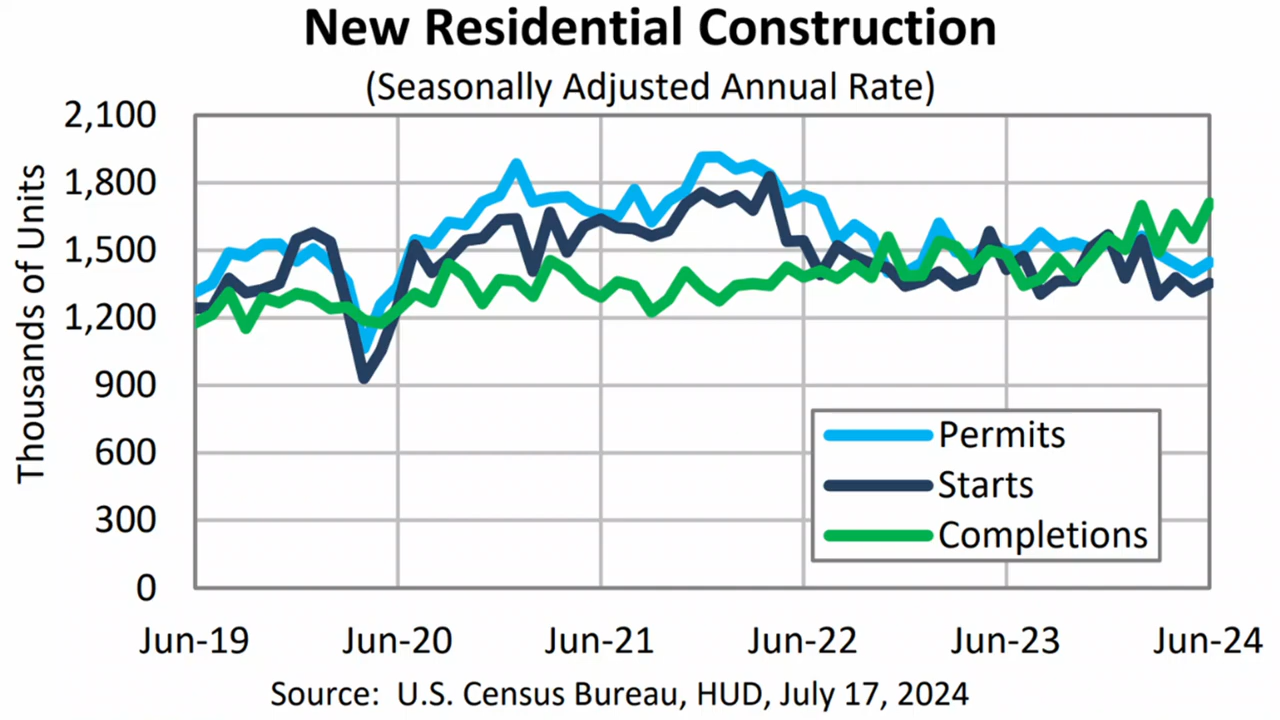 New Residential Construction
(Seasonally Adjusted Annual Rate)
Thousands of Units
2,100
1,800
1,500
1,200
900
600
300
0
Permits
Starts
Completions
Jun-19 Jun-20 Jun-21 Jun-22 Jun-23 Jun-24
Source: U.S. Census Bureau, HUD, July 17, 2024